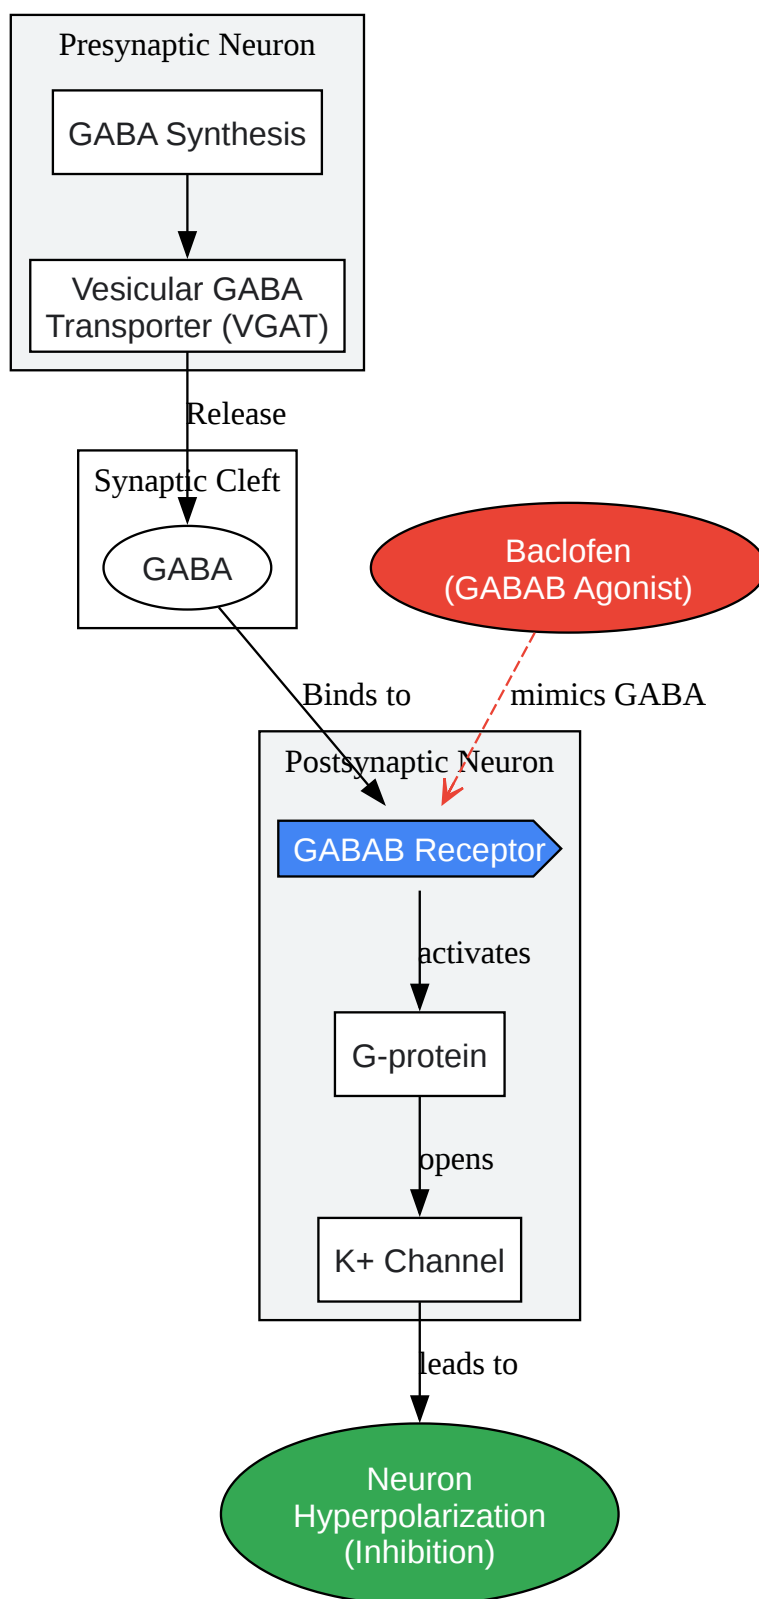 Presynaptic Neuron
GABA Synthesis
Vesicular GABA
Transporter (VGAT)
Release
Synaptic Cleft
GABA
Baclofen
(GABAB Agonist)
Binds to
mimics GABA
Postsynaptic Neuron
GABAB Receptor
activates
G-protein
opens
K+ Channel
leads to
Neuron
Hyperpolarization
(Inhibition)